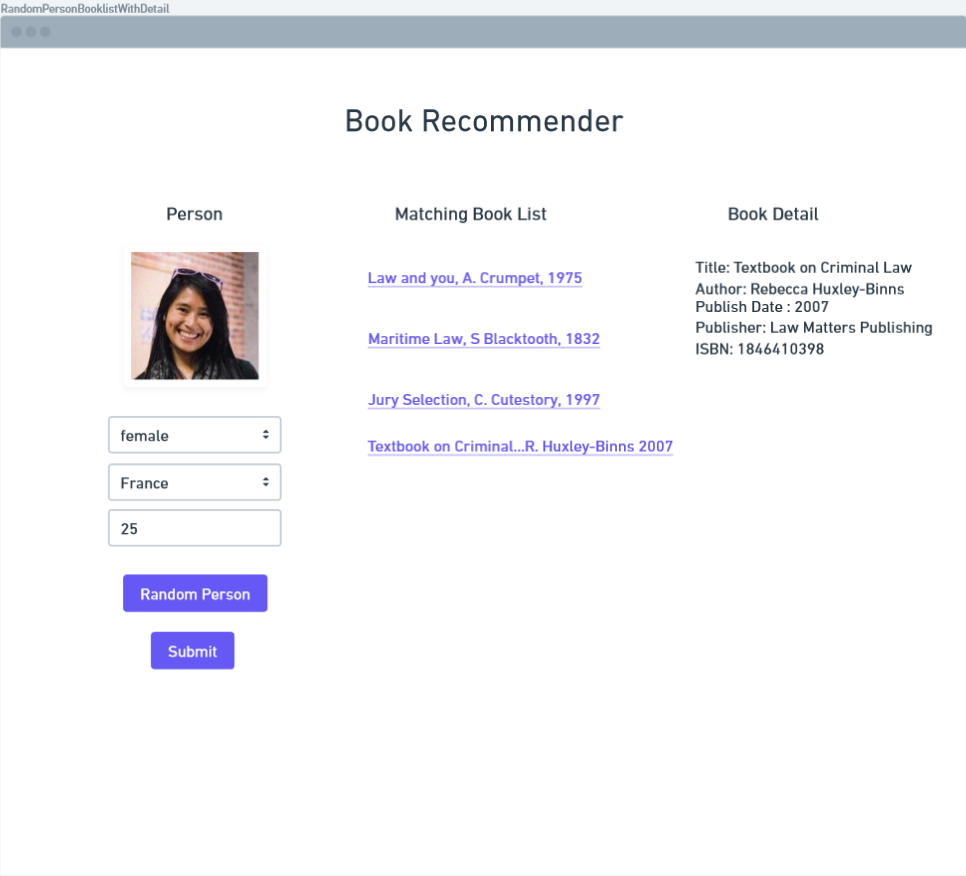 RandomPersonBooklistWithDetail
Book Recommender
Person
Matching Book List
Book Detail
Law and you, A. Crumpet, 1975
Maritime Law, S Blacktooth, 1832
Jury Selection, C. Cutestory, 1997
Textbook on Criminal...R. Huxley-Binns 2007
Title: Textbook on Criminal Law
Author: Rebecca Huxley-Binns
Publish Date : 2007
Publisher: Law Matters Publishing
ISBN: 1846410398
female
France
25
Random Person
Submit